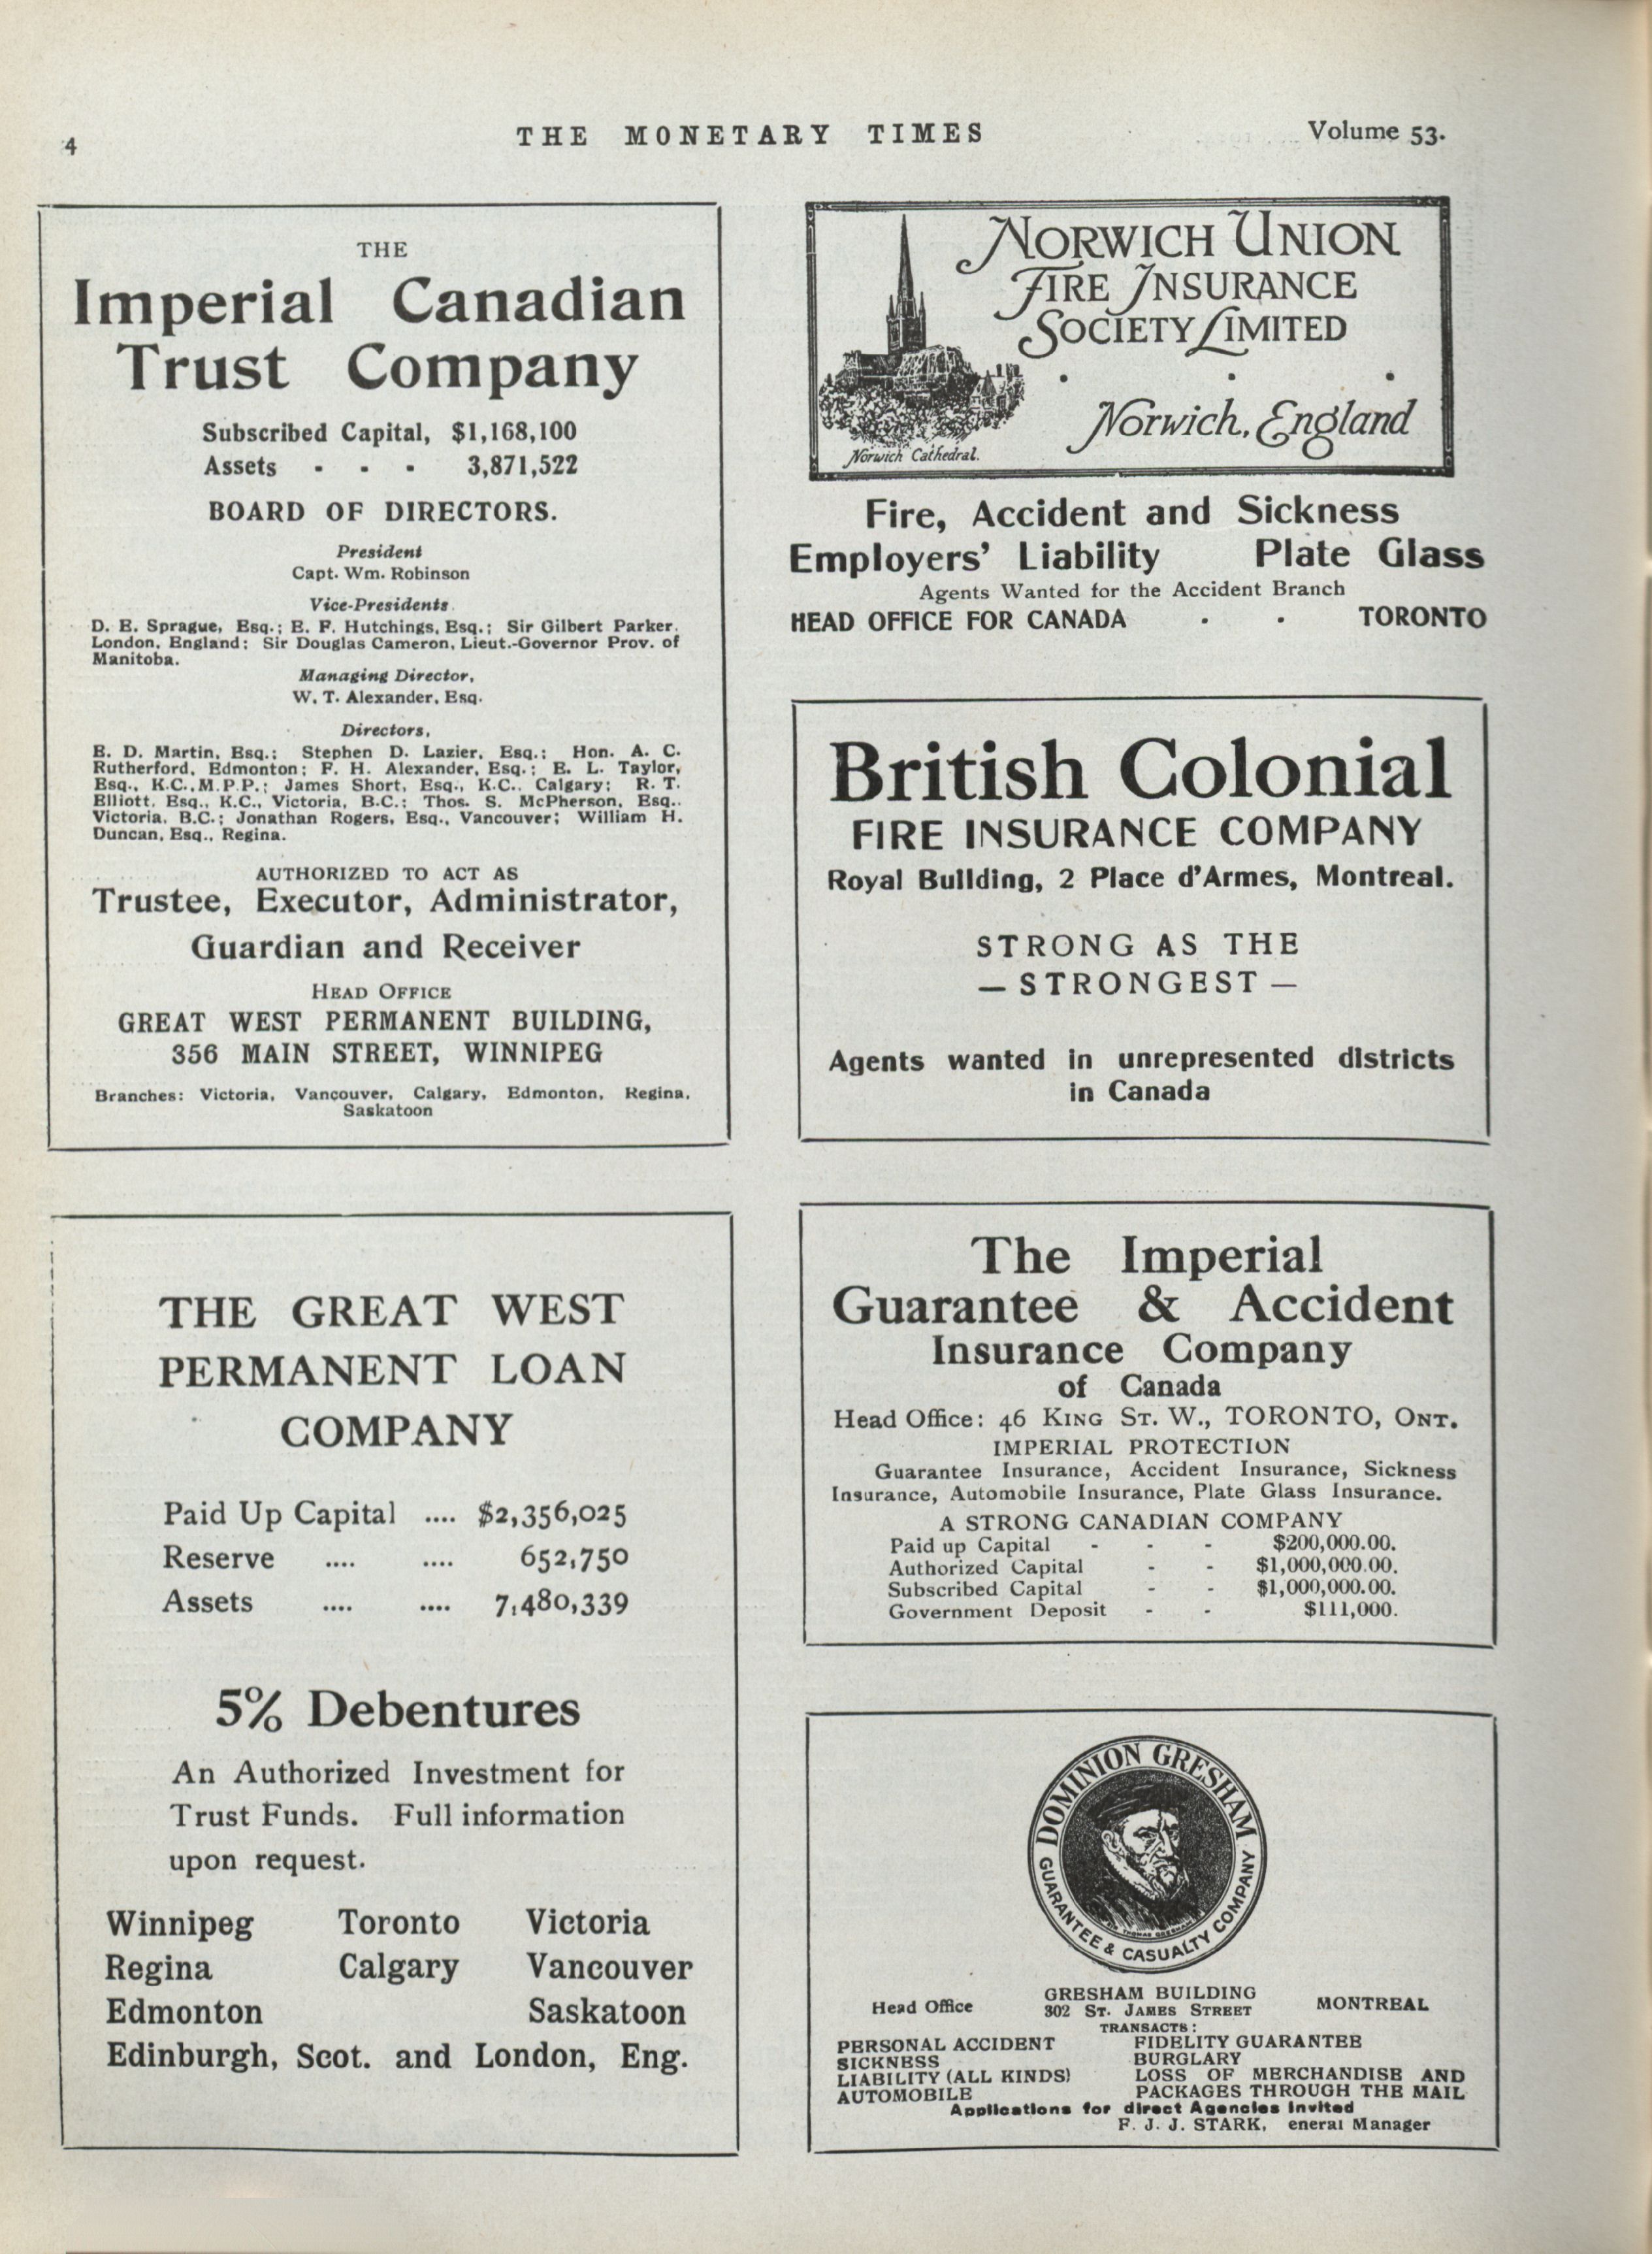 4
THE MONETARY TIMES
Volume 53.
THE
Imperial Canadian
Trust Company
Subscribed Capital, $1,168,100
Assets - - - 3,871,522
BOARD OF DIRECTORS.
President
Capt. Wm. Robinson
Vice-Presidents
D. E. Sprague, Esq.; E. F. Hutchings, Esq.; Sir Gilbert Parker,
London, England; Sir Douglas Cameron, Lieut.-Governor Prov. of
Manitoba.
Managing Director,
W. T. Alexander, Esq.
Directors,
E. D. Martin, Esq.; Stephen D. Lazier, Esq.; Hon. A. C.
Rutherford, Edmonton; F. H. Alexander, Esq.; E. L. Taylor,
Esq., K.C., M.P.P.; James Short, Esq., K.C., Calgary; R. T.
Elliott, Esq., K.C., Victoria, B.C.; Thos. S. McPherson, Esq.,
Victoria, B.C.; Jonathan Rogers, Esq., Vancouver; William H.
Duncan, Esq., Regina.
AUTHORIZED TO ACT AS
Trustee, Executor, Administrator,
Guardian and Receiver
HEAD OFFICE
GREAT WEST PERMANENT BUILDING,
356 MAIN STREET, WINNIPEG
Branches: Victoria, Vancouver, Calgary, Edmonton, Regina,
Saskatoon
THE GREAT WEST
PERMANENT LOAN
COMPANY
Paid Up Capital .... $2,356,025
Reserve .... .... 652,750
Assets .... .... 7,480,339
5% Debentures
An Authorized Investment for
Trust Funds. Full information
upon request.
Winnipeg Toronto Victoria
Regina Calgary Vancouver
Edmonton Saskatoon
Edinburgh, Scot. and London, Eng.
NORWICH UNION
FIRE INSURANCE
SOCIETY LIMITED
Norwich, England
Norwich Cathedral.
Fire, Accident and Sickness
Employers' Liability Plate Glass
Agents Wanted for the Accident Branch
HEAD OFFICE FOR CANADA - - TORONTO
British Colonial
FIRE INSURANCE COMPANY
Royal Building, 2 Place d'Armes, Montreal.
STRONG AS THE
— STRONGEST —
Agents wanted in unrepresented districts
in Canada
The Imperial
Guarantee & Accident
Insurance Company
of Canada
Head Office: 46 KING ST. W., TORONTO, ONT.
IMPERIAL PROTECTION
Guarantee Insurance, Accident Insurance, Sickness
Insurance, Automobile Insurance, Plate Glass Insurance.
A STRONG CANADIAN COMPANY
Paid up Capital - - - $200,000.00.
Authorized Capital - - $1,000,000.00.
Subscribed Capital - - $1,000,000.00.
Government Deposit - - $111,000.
DOMINION GRESHAM
GUARANTEE & CASUALTY COMPANY
SIR THOMAS GRESHAM
Head Office GRESHAM BUILDING MONTREAL
302 ST. JAMES STREET
TRANSACTS:
PERSONAL ACCIDENT FIDELITY GUARANTEE
SICKNESS BURGLARY
LIABILITY (ALL KINDS) LOSS OF MERCHANDISE AND
AUTOMOBILE PACKAGES THROUGH THE MAIL
Applications for direct Agencies Invited
F. J. J. STARK, eneral Manager